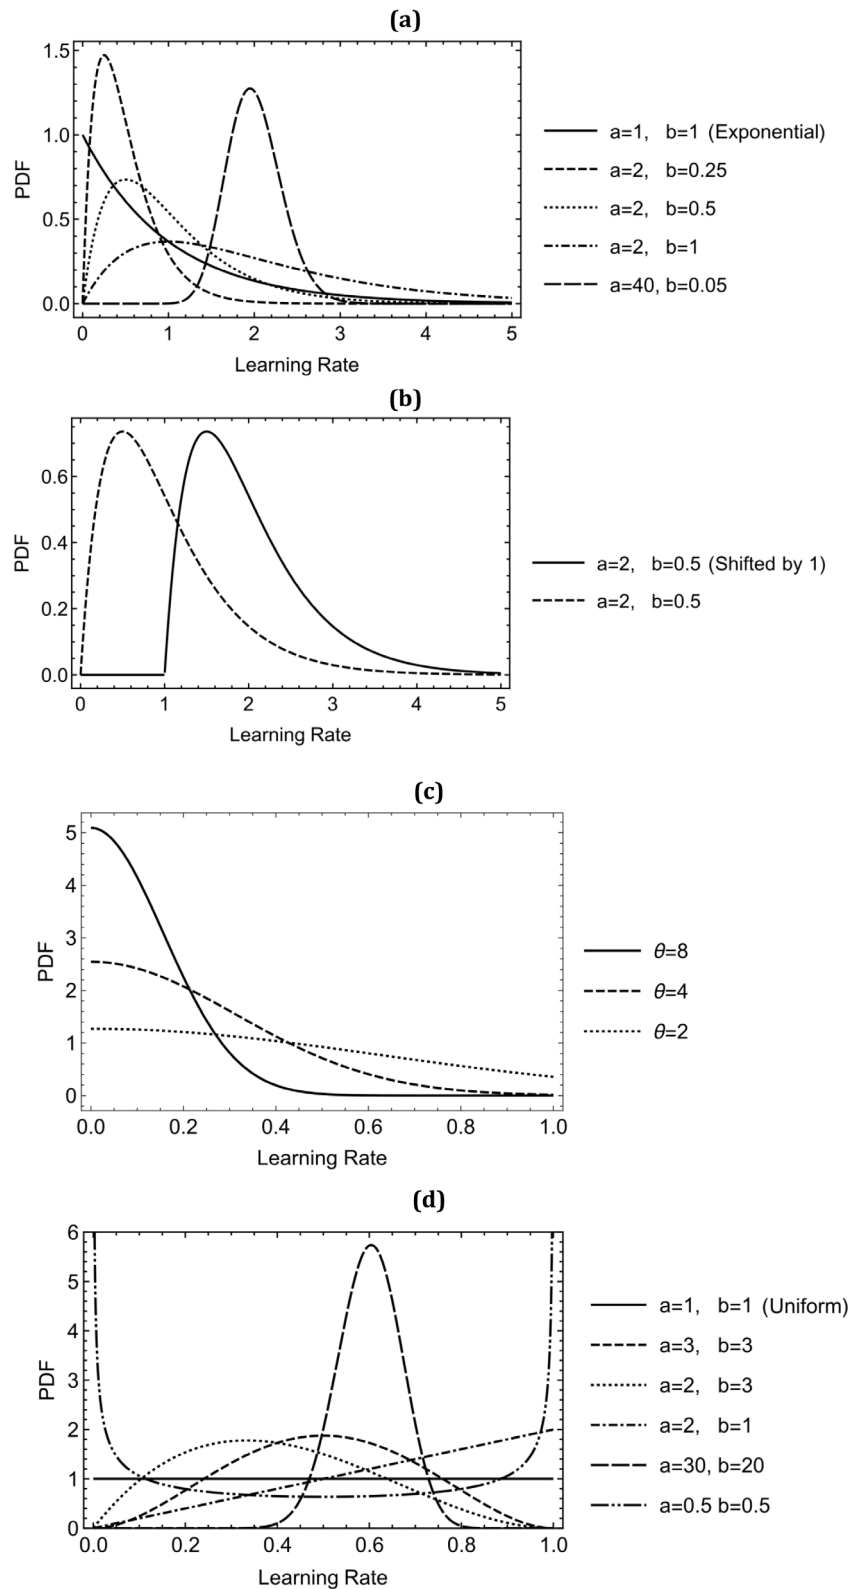 (a)
1.5
1.0
0.5
0.0
PDF
0 1 2 3 4 5
Learning Rate
a=1, b=1 (Exponential)
a=2, b=0.25
a=2, b=0.5
a=2, b=1
a=40, b=0.05
(b)
0.6
0.4
0.2
0.0
PDF
0 1 2 3 4 5
Learning Rate
a=2, b=0.5 (Shifted by 1)
a=2, b=0.5
(c)
5
4
3
2
1
0
PDF
0.0 0.2 0.4 0.6 0.8 1.0
Learning Rate
θ=8
θ=4
θ=2
(d)
6
5
4
3
2
1
0
PDF
0.0 0.2 0.4 0.6 0.8 1.0
Learning Rate
a=1, b=1 (Uniform)
a=3, b=3
a=2, b=3
a=2, b=1
a=30, b=20
a=0.5 b=0.5